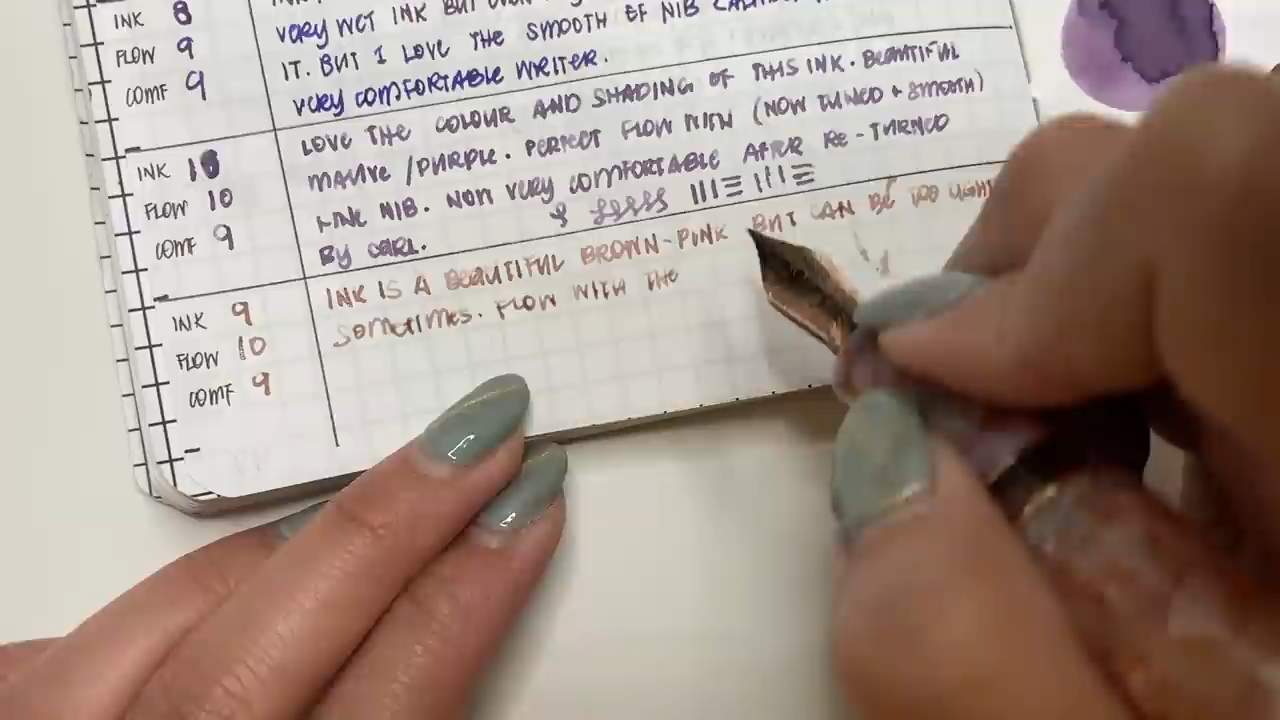 INK 8
FLOW 9
COMF 9
VERY WET INK BUT
IT. BUT I LOVE THE SMOOTH EF NIB
VERY COMFORTABLE WRITER.
INK 10
FLOW 10
COMF 9
LOVE THE COLOUR AND SHADING OF THIS INK. BEAUTIFUL
MAUVE / PURPLE. PERFECT FLOW WITH (NOW TUNED & SMOOTH)
FINE NIB. NOW VERY COMFORTABLE AFTER RE-TURNED
BY CARL.
INK 9
FLOW 10
COMF 9
INK IS A BEAUTIFUL BROWN-PINK BUT CAN BE TOO LIGHT
SOMETIMES. FLOW WITH THE